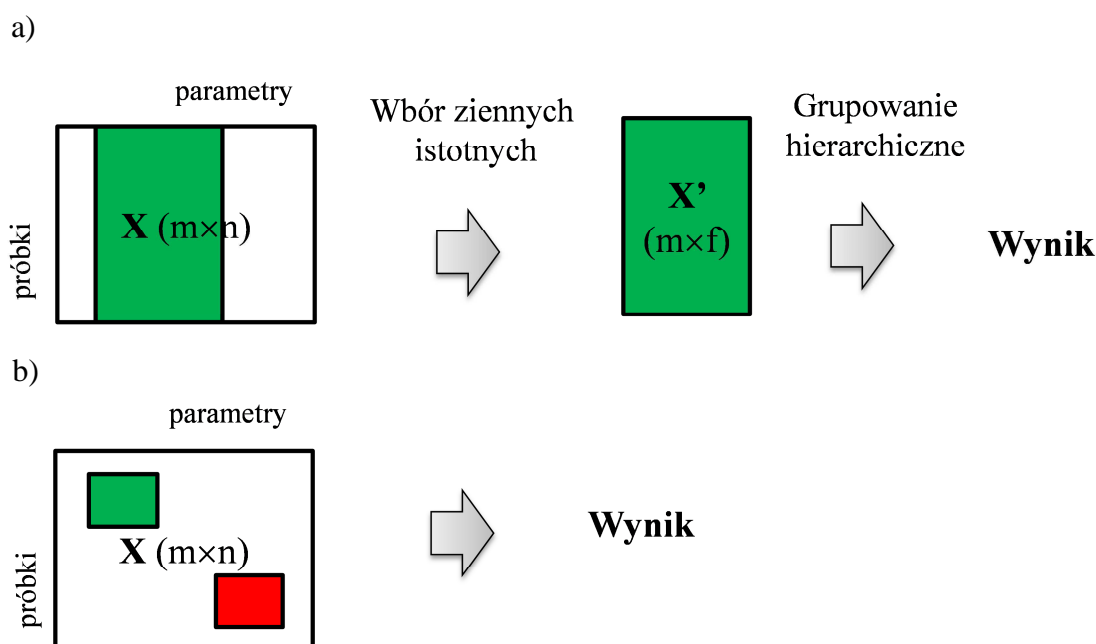 a)
parametry
próbki
X (m×n)
Wbór ziennych
istotnych
X’
(m×f)
Grupowanie
hierarchiczne
Wynik
b)
parametry
próbki
X (m×n)
Wynik